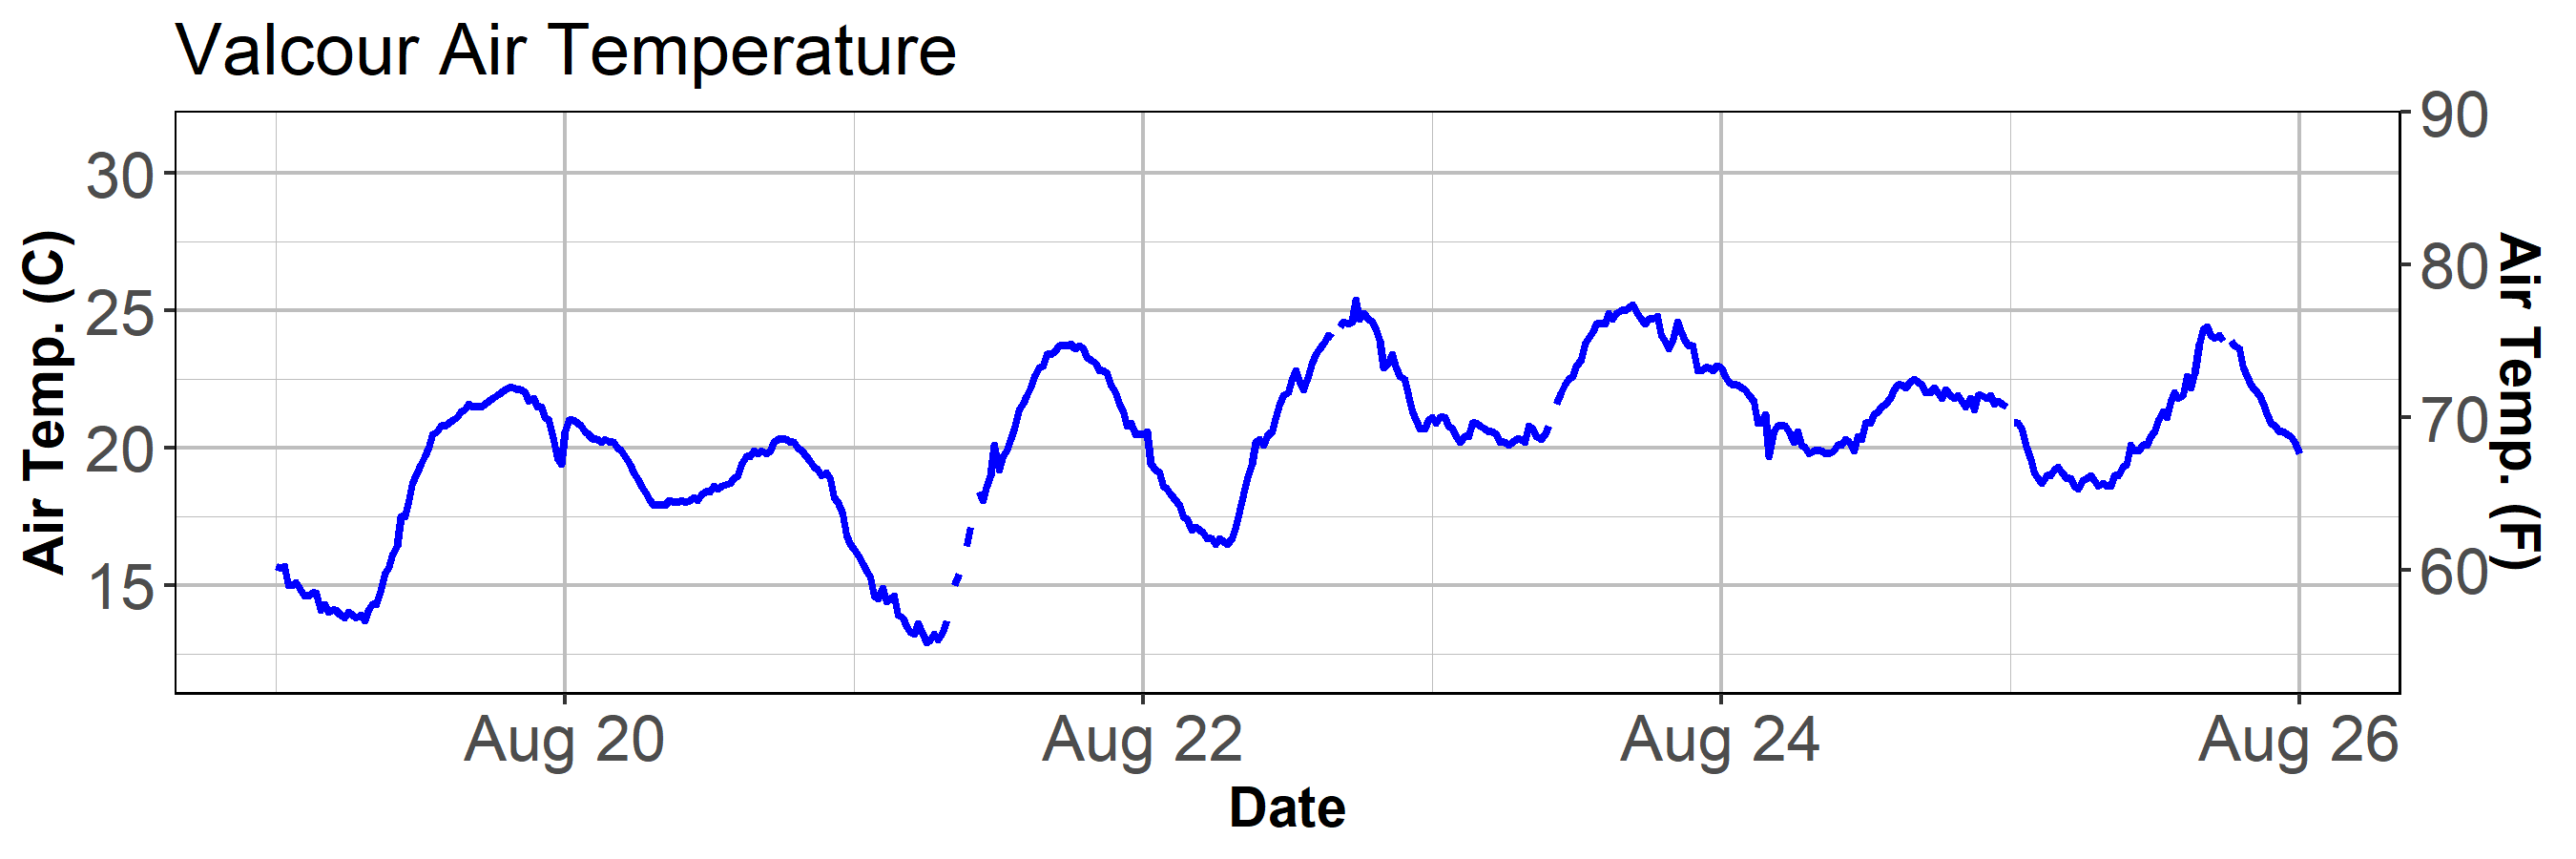 Valcour Air Temperature
Air Temp. (C)
30
25
20
15
90
80
70
60
Air Temp. (F)
Aug 20
Aug 22
Aug 24
Aug 26
Date